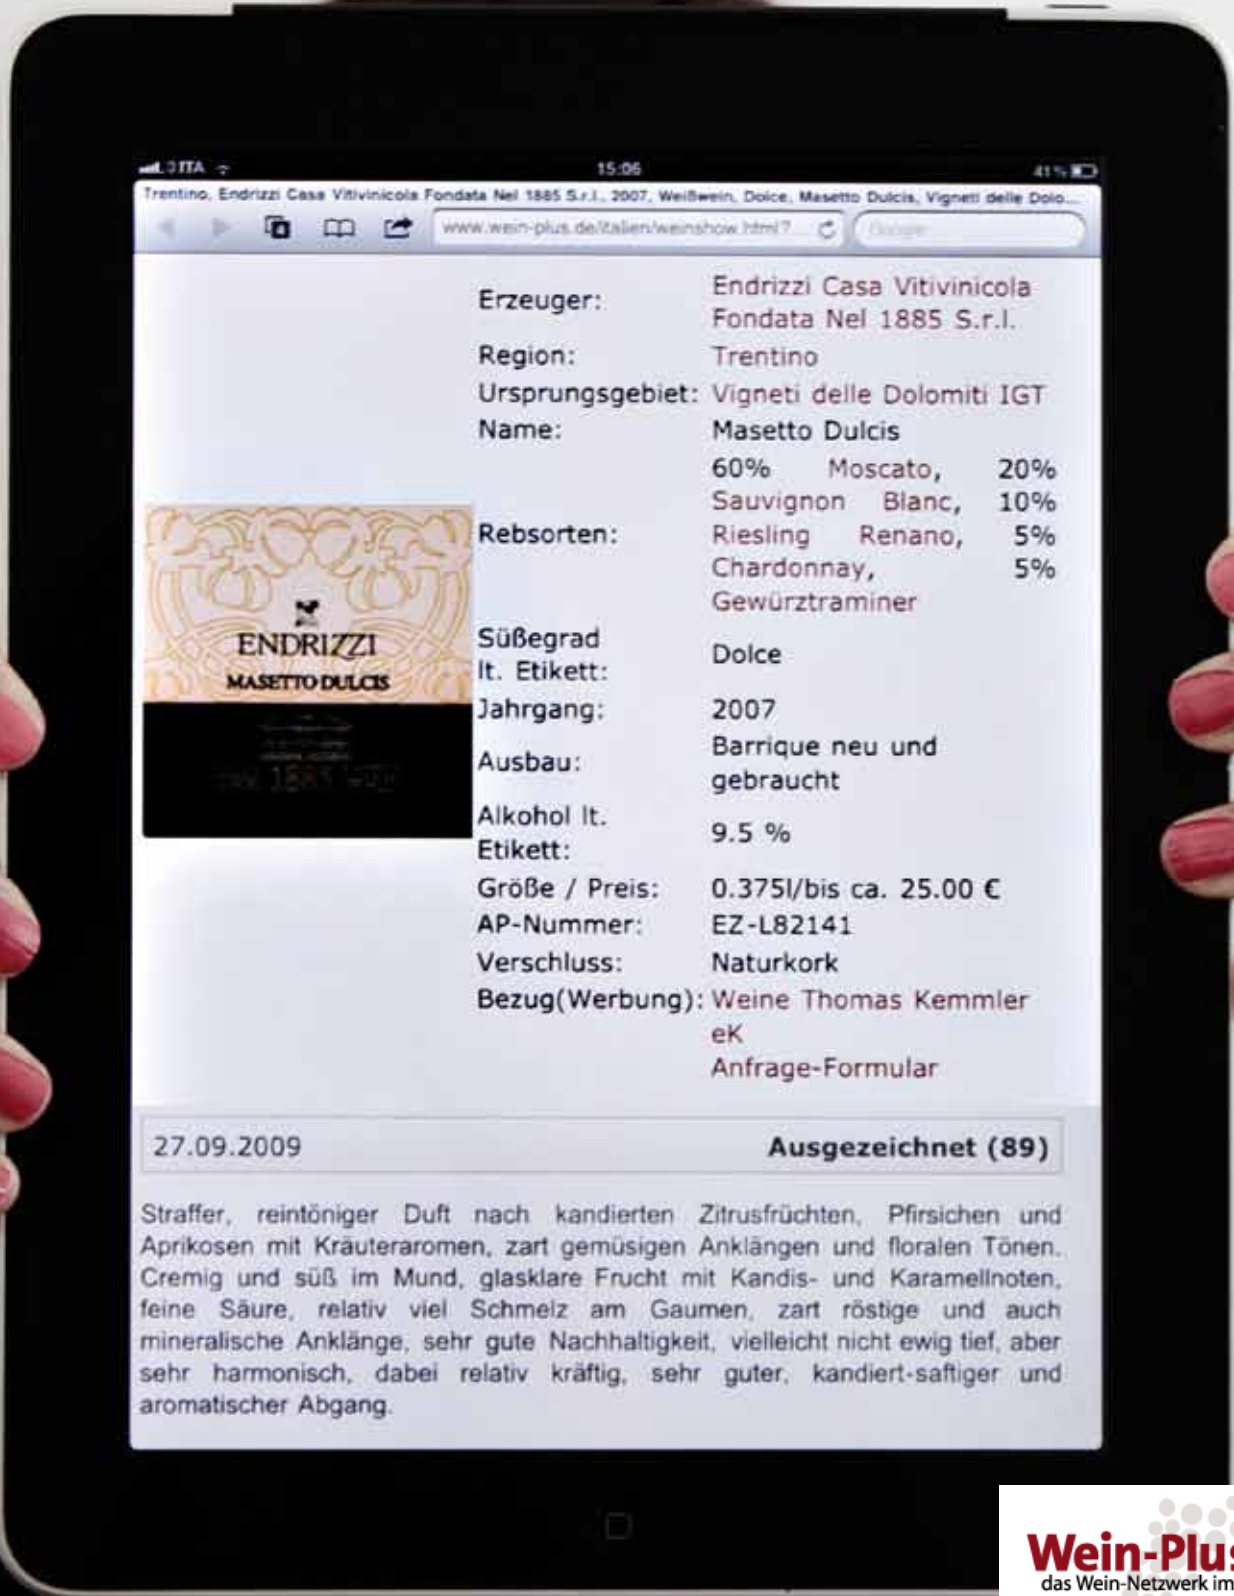 3 ITA
15:06
41%
Trentino, Endrizzi Casa Vitivinicola Fondata Nel 1885 S.r.l., 2007, Weißwein, Dolce, Masetto Dulcis, Vigneti delle Dolo...
www.wein-plus.de/italien/weinshow.html?...
Google
Erzeuger: Endrizzi Casa Vitivinicola
Fondata Nel 1885 S.r.l.
Region: Trentino
Ursprungsgebiet: Vigneti delle Dolomiti IGT
Name: Masetto Dulcis
60% Moscato, 20%
Sauvignon Blanc, 10%
Rebsorten: Riesling Renano, 5%
Chardonnay, 5%
Gewürztraminer
ENDRIZZI
MASETTO DULCIS
1885
Süßegrad
lt. Etikett: Dolce
Jahrgang: 2007
Ausbau: Barrique neu und
gebraucht
Alkohol lt.
Etikett: 9.5 %
Größe / Preis: 0.375l/bis ca. 25.00 €
AP-Nummer: EZ-L82141
Verschluss: Naturkork
Bezug(Werbung): Weine Thomas Kemmler
eK
Anfrage-Formular
27.09.2009 Ausgezeichnet (89)
Straffer, reintöniger Duft nach kandierten Zitrusfrüchten, Pfirsichen und
Aprikosen mit Kräuteraromen, zart gemüsigen Anklängen und floralen Tönen.
Cremig und süß im Mund, glasklare Frucht mit Kandis- und Karamellnoten,
feine Säure, relativ viel Schmelz am Gaumen, zart röstige und auch
mineralische Anklänge, sehr gute Nachhaltigkeit, vielleicht nicht ewig tief, aber
sehr harmonisch, dabei relativ kräftig, sehr guter, kandiert-saftiger und
aromatischer Abgang.
Wein-Plus
das Wein-Netzwerk im